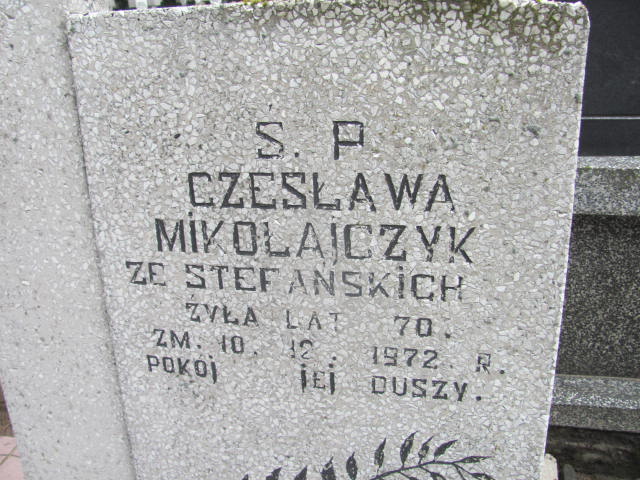 Ś. P
CZESŁAWA
MIKOŁAJCZYK
ZE STEFAŃSKICH
ŻYŁA LAT 70.
ZM. 10. 12. 1972. R.
POKÓJ JEJ DUSZY.